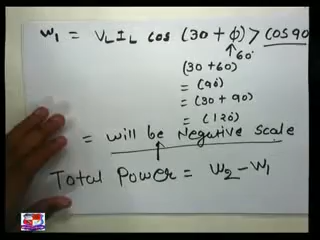 W₁ = VLIL cos (30 + ϕ) > cos 90
60°
(30 + 60)
= (90)
= (30 + 90)
= (120)
= will be Negative scale
Total Power = W₂ - W₁